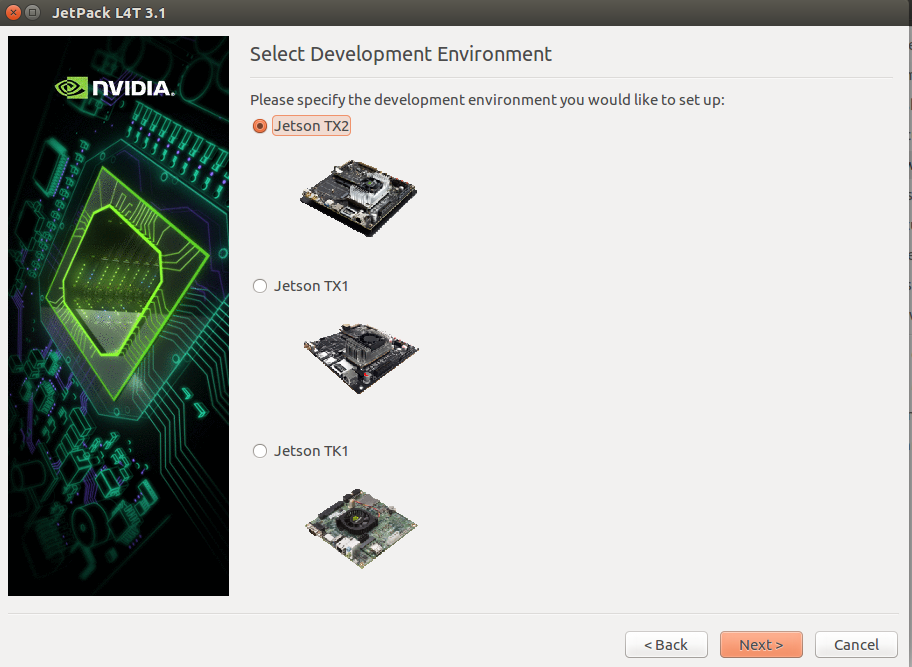 JetPack L4T 3.1
NVIDIA.
Select Development Environment
Please specify the development environment you would like to set up:
Jetson TX2
Jetson TX1
Jetson TK1
< Back
Next >
Cancel